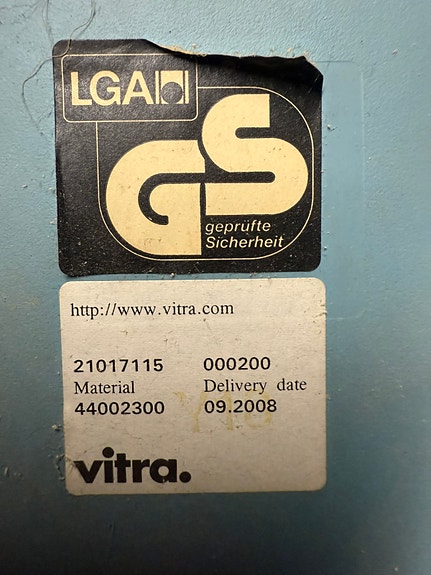 LGA
GS
geprüfte
Sicherheit
http://www.vitra.com
21017115 000200
Material Delivery date
44002300 09.2008
vitra.